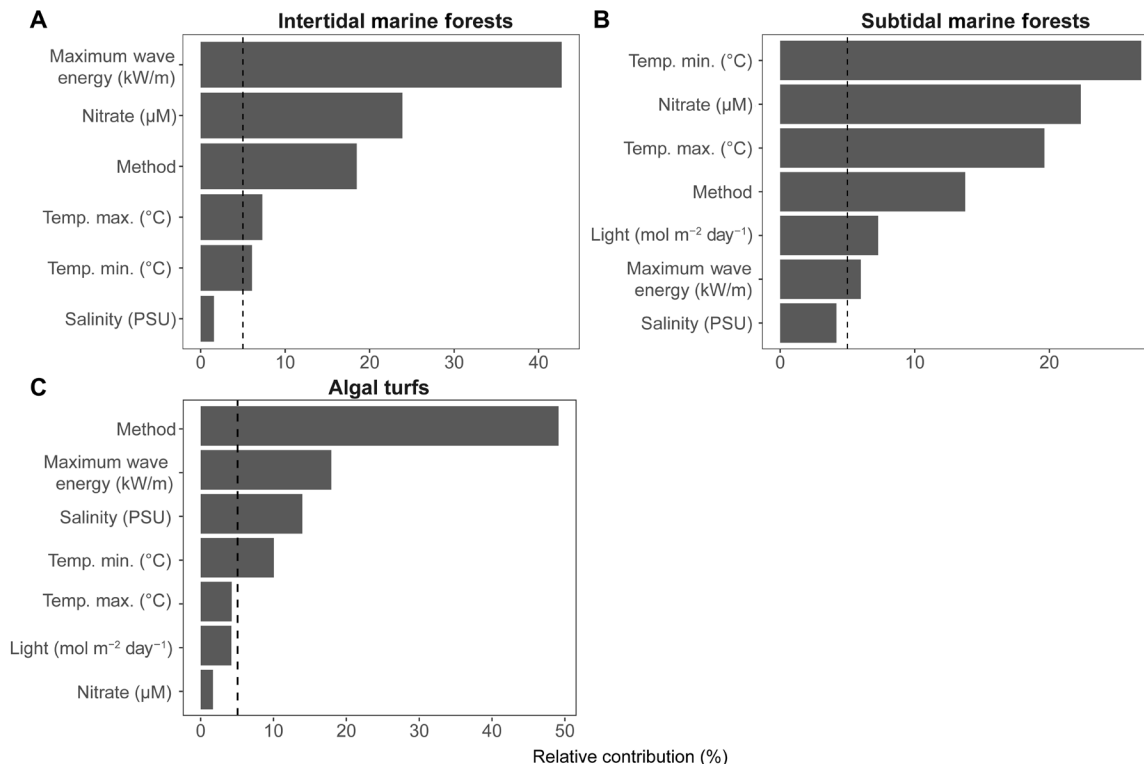 A
Intertidal marine forests
Maximum wave
energy (kW/m)
Nitrate (µM)
Method
Temp. max. (°C)
Temp. min. (°C)
Salinity (PSU)
0 10 20 30 40
B
Subtidal marine forests
Temp. min. (°C)
Nitrate (µM)
Temp. max. (°C)
Method
Light (mol m⁻² day⁻¹)
Maximum wave
energy (kW/m)
Salinity (PSU)
0 10 20
C
Algal turfs
Method
Maximum wave
energy (kW/m)
Salinity (PSU)
Temp. min. (°C)
Temp. max. (°C)
Light (mol m⁻² day⁻¹)
Nitrate (µM)
0 10 20 30 40 50
Relative contribution (%)